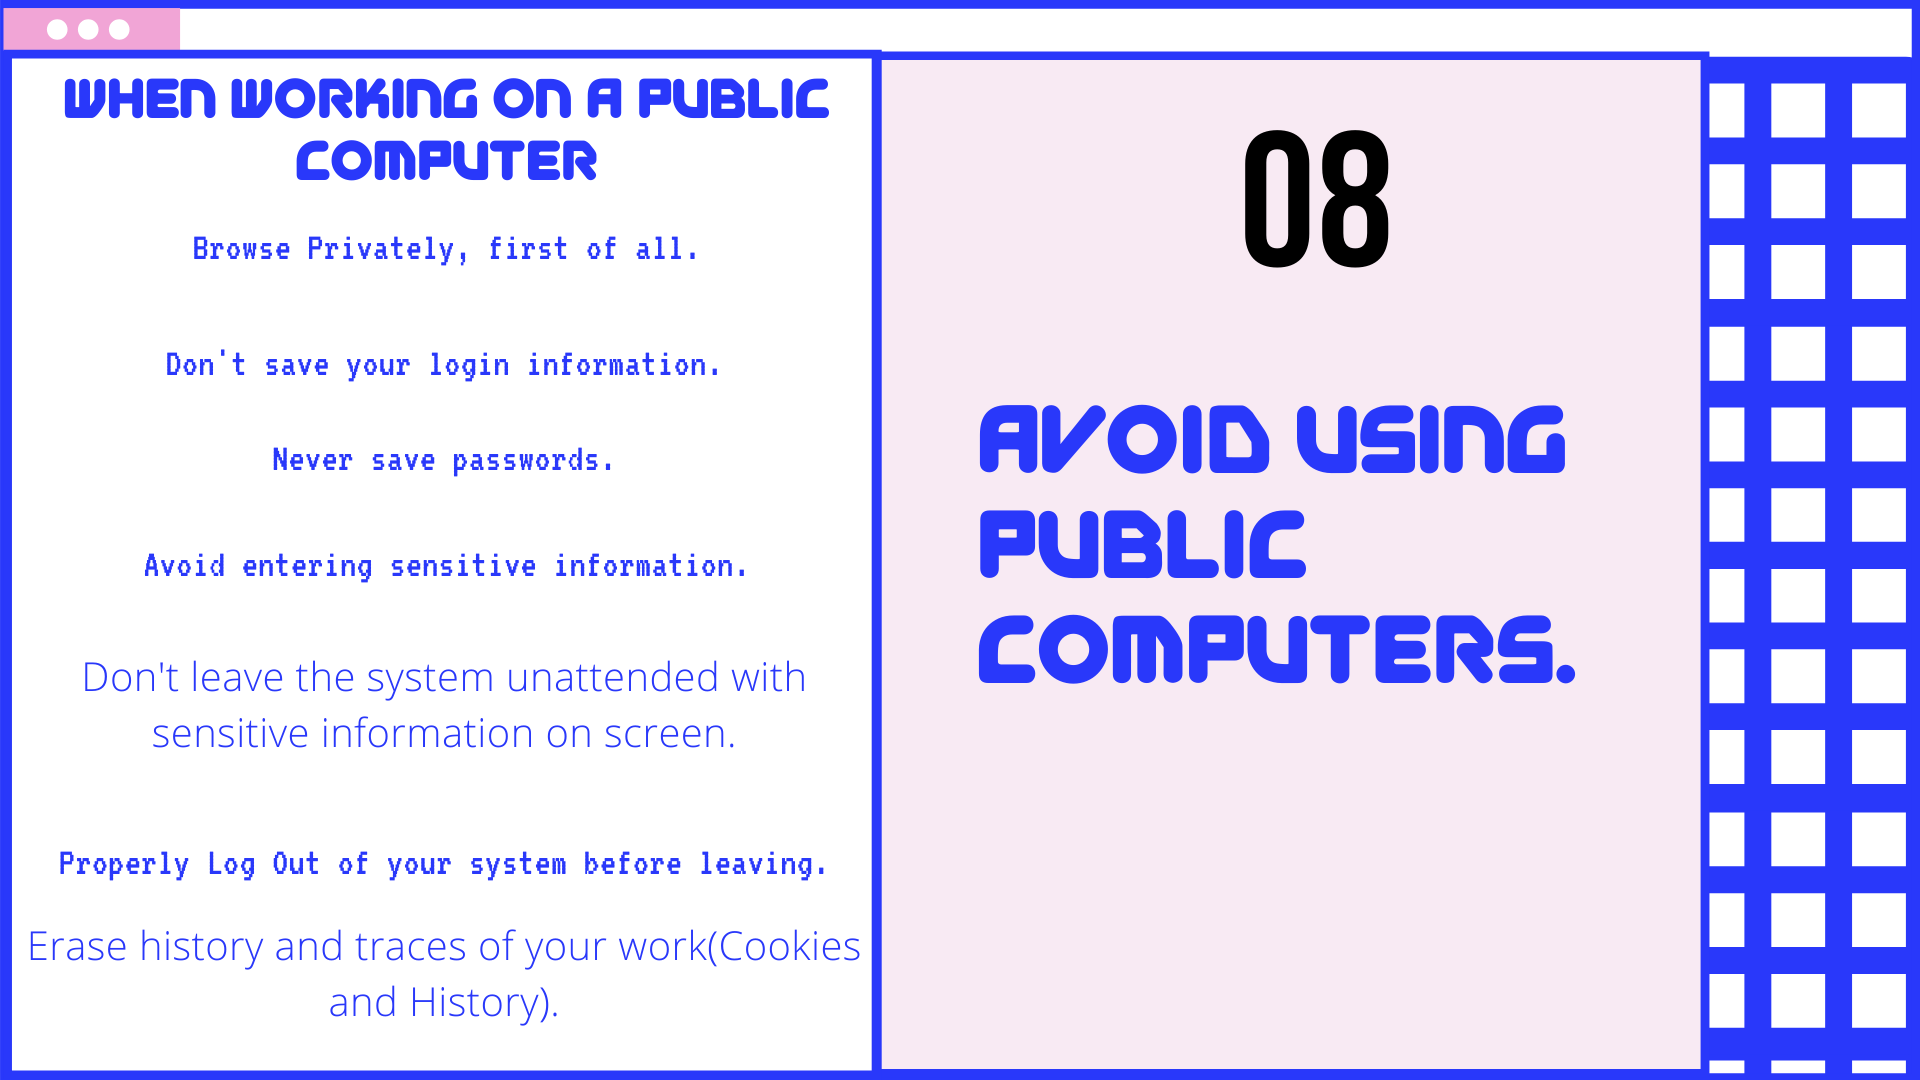 WHEN WORKING ON A PUBLIC
COMPUTER
Browse Privately, first of all.
Don't save your login information.
Never save passwords.
Avoid entering sensitive information.
Don't leave the system unattended with
sensitive information on screen.
Properly Log Out of your system before leaving.
Erase history and traces of your work(Cookies
and History).
08
AVOID USING
PUBLIC
COMPUTERS.